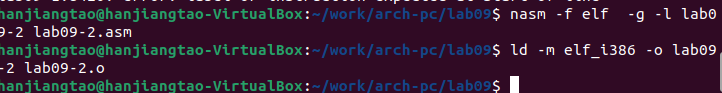 hanjiangtao@hanjiangtao-VirtualBox:~/work/arch-pc/lab09$ nasm -f elf  -g -l lab0
9-2 lab09-2.asm
hanjiangtao@hanjiangtao-VirtualBox:~/work/arch-pc/lab09$ ld -m elf_i386 -o lab09
-2 lab09-2.o
hanjiangtao@hanjiangtao-VirtualBox:~/work/arch-pc/lab09$